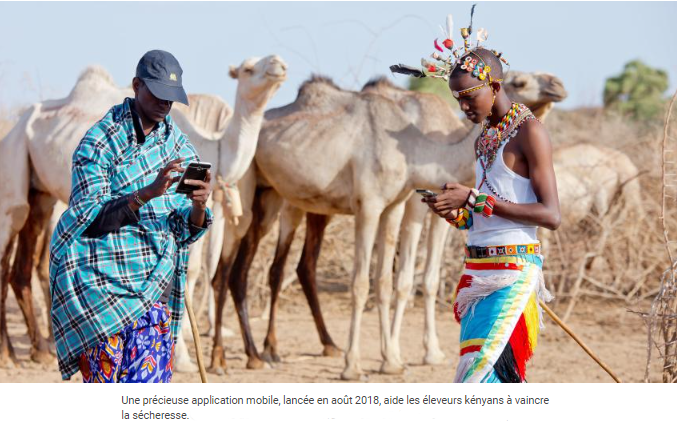 Une précieuse application mobile, lancée en août 2018, aide les éleveurs kényans à vaincre
la sécheresse.